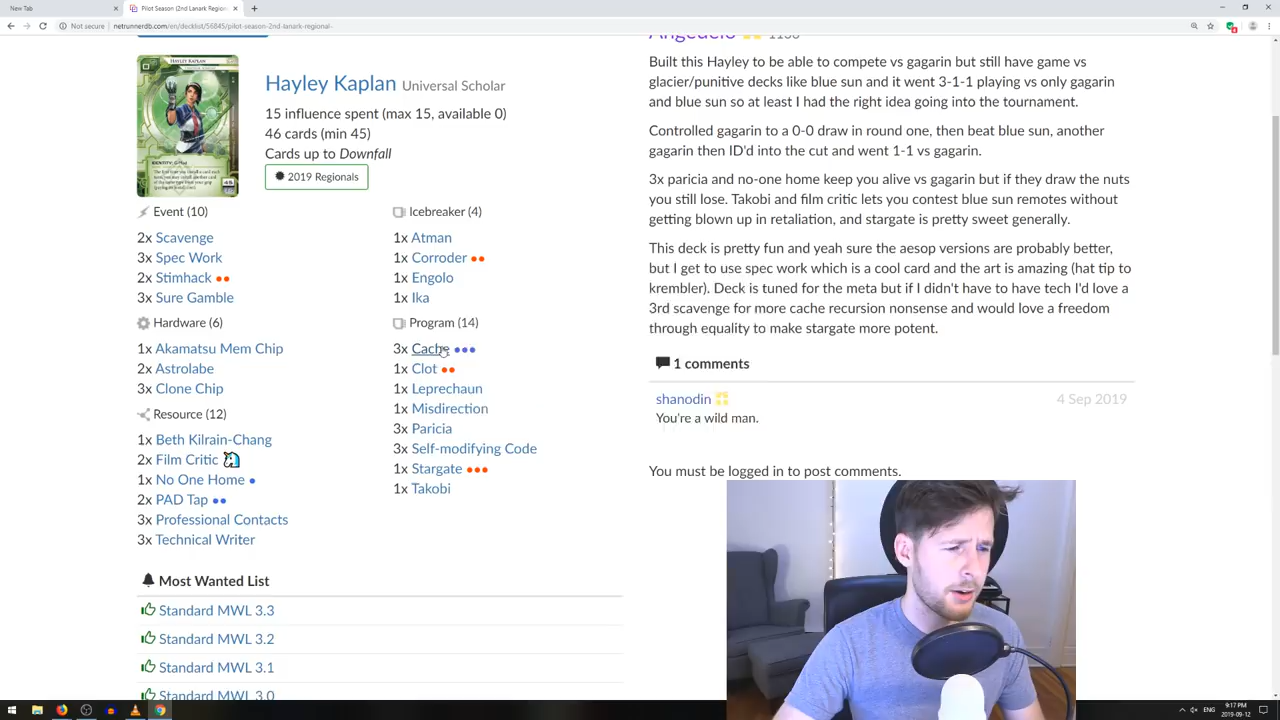 New Tab
Pilot Season (2nd Lanark Region
Not secure
netrunnerdb.com/en/decklist/56845/pilot-season-2nd-lanark-regional-
Hayley Kaplan Universal Scholar
15 influence spent (max 15, available 0)
46 cards (min 45)
Cards up to Downfall
2019 Regionals
Event (10)
2x Scavenge
3x Spec Work
2x Stimhack
3x Sure Gamble
Hardware (6)
1x Akamatsu Mem Chip
2x Astrolabe
3x Clone Chip
Resource (12)
1x Beth Kilrain-Chang
2x Film Critic
1x No One Home
2x PAD Tap
3x Professional Contacts
3x Technical Writer
Icebreaker (4)
1x Atman
1x Corroder
1x Engolo
1x Ika
Program (14)
3x Cache
1x Clot
1x Leprechaun
1x Misdirection
3x Paricia
3x Self-modifying Code
1x Stargate
1x Takobi
Most Wanted List
Standard MWL 3.3
Standard MWL 3.2
Standard MWL 3.1
Standard MWL 3.0
Built this Hayley to be able to compete vs gagarin but still have game vs
glacier/punitive decks like blue sun and it went 3-1-1 playing vs only gagarin
and blue sun so at least I had the right idea going into the tournament.
Controlled gagarin to a 0-0 draw in round one, then beat blue sun, another
gagarin then ID'd into the cut and went 1-1 vs gagarin.
3x paricia and no-one home keep you alive v gagarin but if they draw the nuts
you still lose. Takobi and film critic lets you contest blue sun remotes without
getting blown up in retaliation, and stargate is pretty sweet generally.
This deck is pretty fun and yeah sure the aesop versions are probably better,
but I get to use spec work which is a cool card and the art is amazing (hat tip to
krembler). Deck is tuned for the meta but if I didn't have to have tech I'd love a
3rd scavenge for more cache recursion nonsense and would love a freedom
through equality to make stargate more potent.
1 comments
shanodin
4 Sep 2019
You're a wild man.
You must be logged in to post comments.
ENG
9:17 PM
2019-09-12